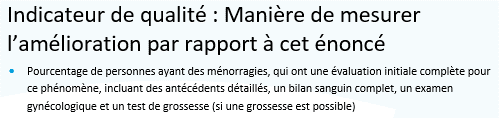 Indicateur de qualité : Manière de mesurer
l’amélioration par rapport à cet énoncé
• Pourcentage de personnes ayant des ménorragies, qui ont une évaluation initiale complète pour
ce phénomène, incluant des antécédents détaillés, un bilan sanguin complet, un examen
gynécologique et un test de grossesse (si une grossesse est possible)